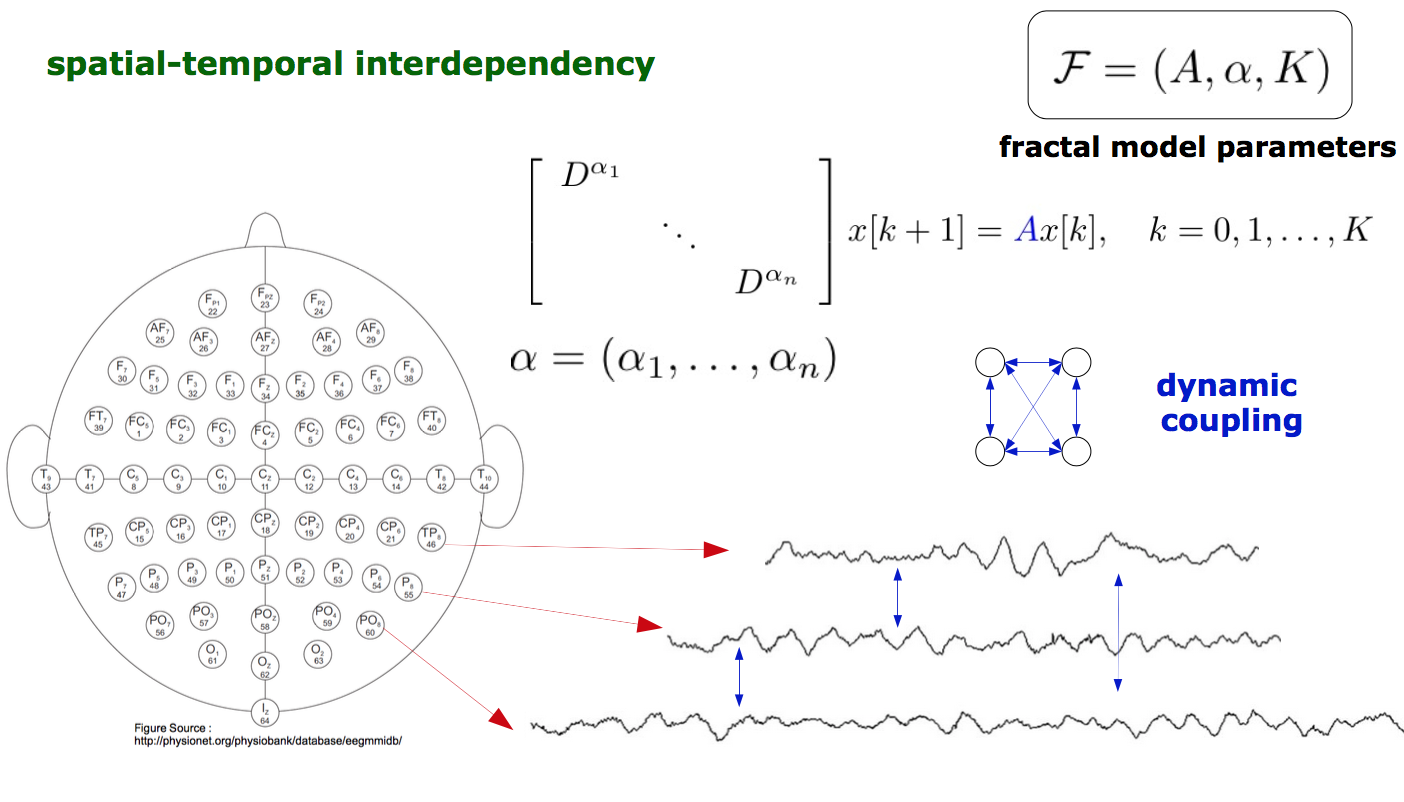 spatial-temporal interdependency
ℱ = (A, α, K)
fractal model parameters
[ D^{α_1} ⋱ D^{α_n} ] x[k + 1] = Ax[k], k = 0, 1, . . . , K
α = (α_1, . . . , α_n)
dynamic
coupling
F_P1 22 F_PZ 23 F_P2 24
AF_7 25 AF_3 26 AF_Z 27 AF_4 28 AF_8 29
F_7 30 F_5 31 F_3 32 F_1 33 F_Z 34 F_2 35 F_4 36 F_6 37 F_8 38
FT_7 39 FC_5 1 FC_3 2 FC_1 3 FC_Z 4 FC_2 5 FC_4 6 FC_6 7 FT_8 40
T_9 43 T_7 41 C_5 8 C_3 9 C_1 10 C_Z 11 C_2 12 C_4 13 C_6 14 T_8 42 T_10 44
TP_7 45 CP_5 15 CP_3 16 CP_1 17 CP_Z 18 CP_2 19 CP_4 20 CP_6 21 TP_8 46
P_7 47 P_5 48 P_3 49 P_1 50 P_Z 51 P_2 52 P_4 53 P_6 54 P_8 55
PO_7 56 PO_3 57 PO_Z 58 PO_4 59 PO_8 60
O_1 61 O_Z 62 O_2 63
I_Z 64
Figure Source :
http://physionet.org/physiobank/database/eegmmidb/